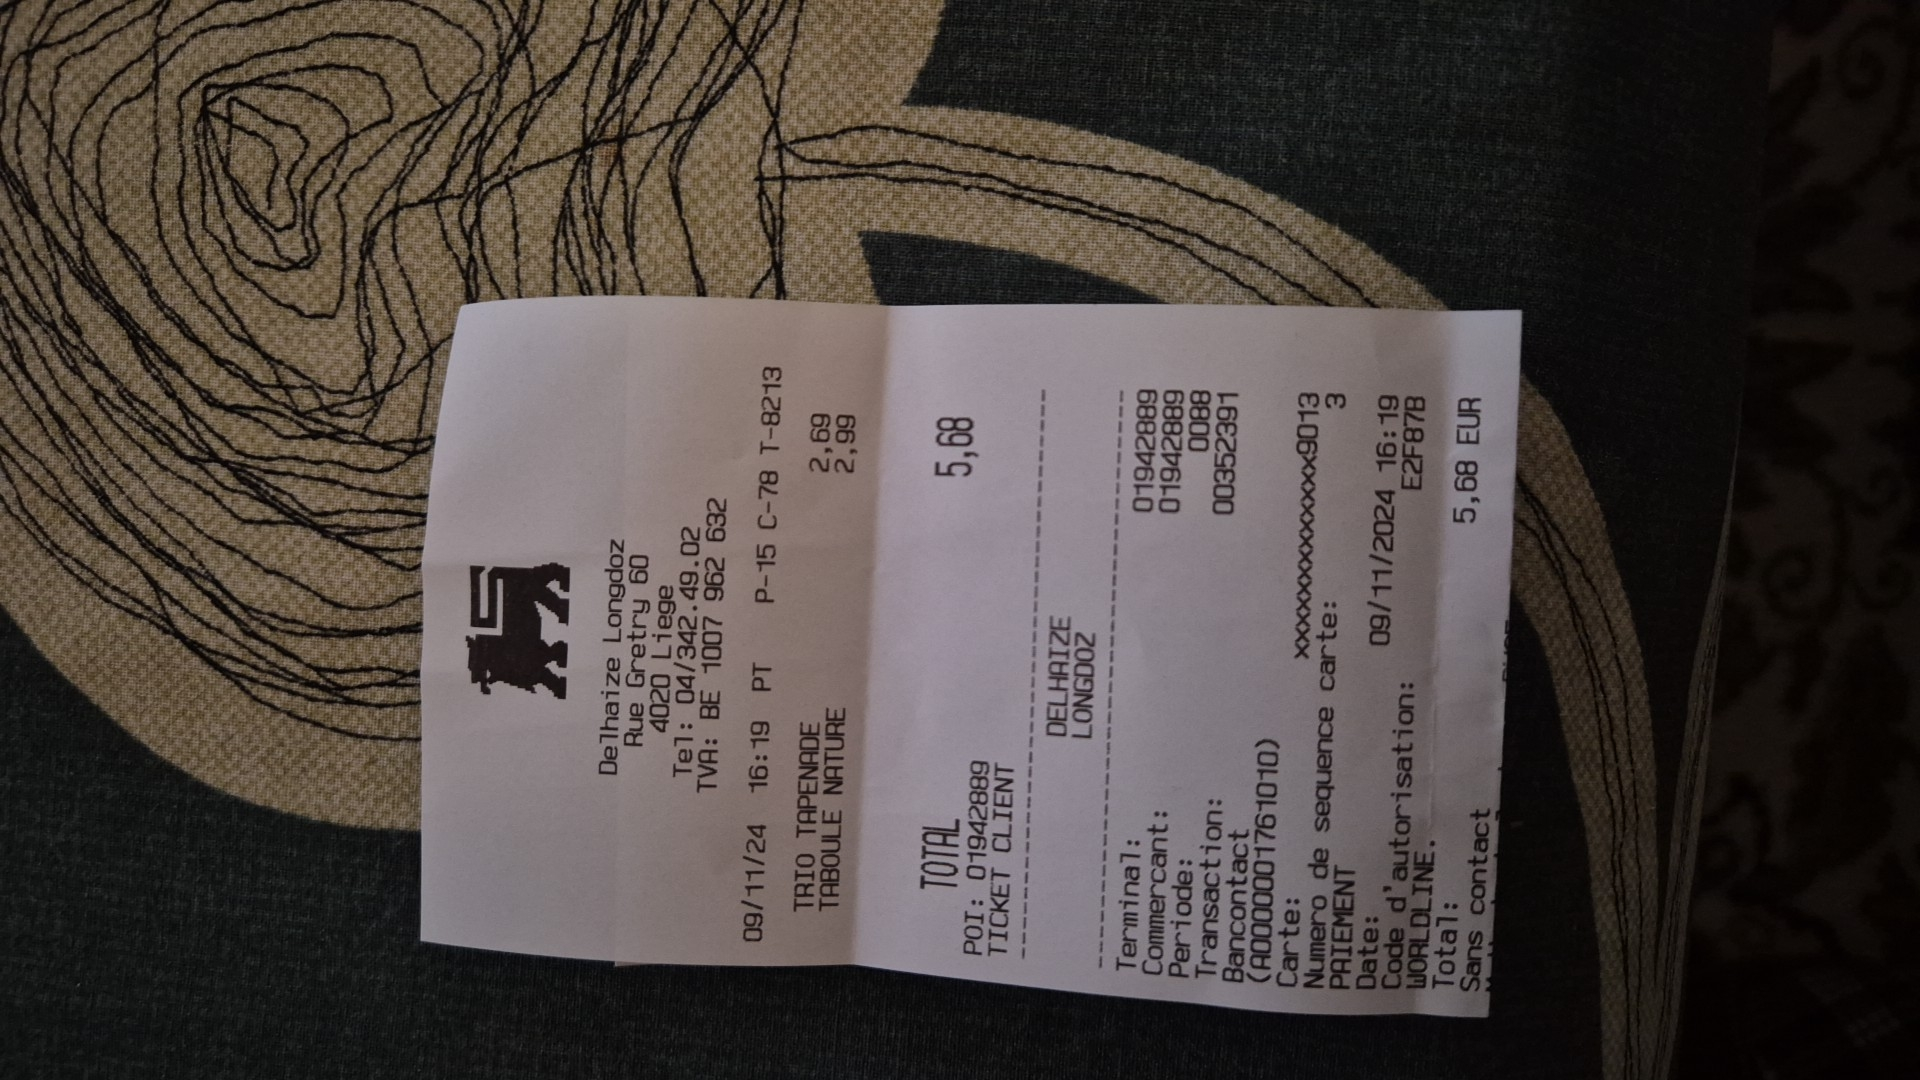 Delhaize Longdoz
Rue Gretry 60
4020 Liege
Tel: 04/342.49.02
TVA: BE 1007 962 632
09/11/24 16:19 PT P-15 C-78 T-8213
TRIO TAPENADE 2,69
TABOULE NATURE 2,99
TOTAL 5,68
POI: 01942889
TICKET CLIENT
DELHAIZE
LONGDOZ
Terminal: 01942889
Commercant: 01942889
Periode: 0088
Transaction: 00352391
Bancontact
(A0000000176​1010)
Carte: xxxxxxxxxxxxxxx9013
Numero de sequence carte: 3
PAIEMENT
Date: 09/11/2024 16:19
Code d'autorisation: E2F87B
WORLDLINE.
Total: 5,68 EUR
Sans contact